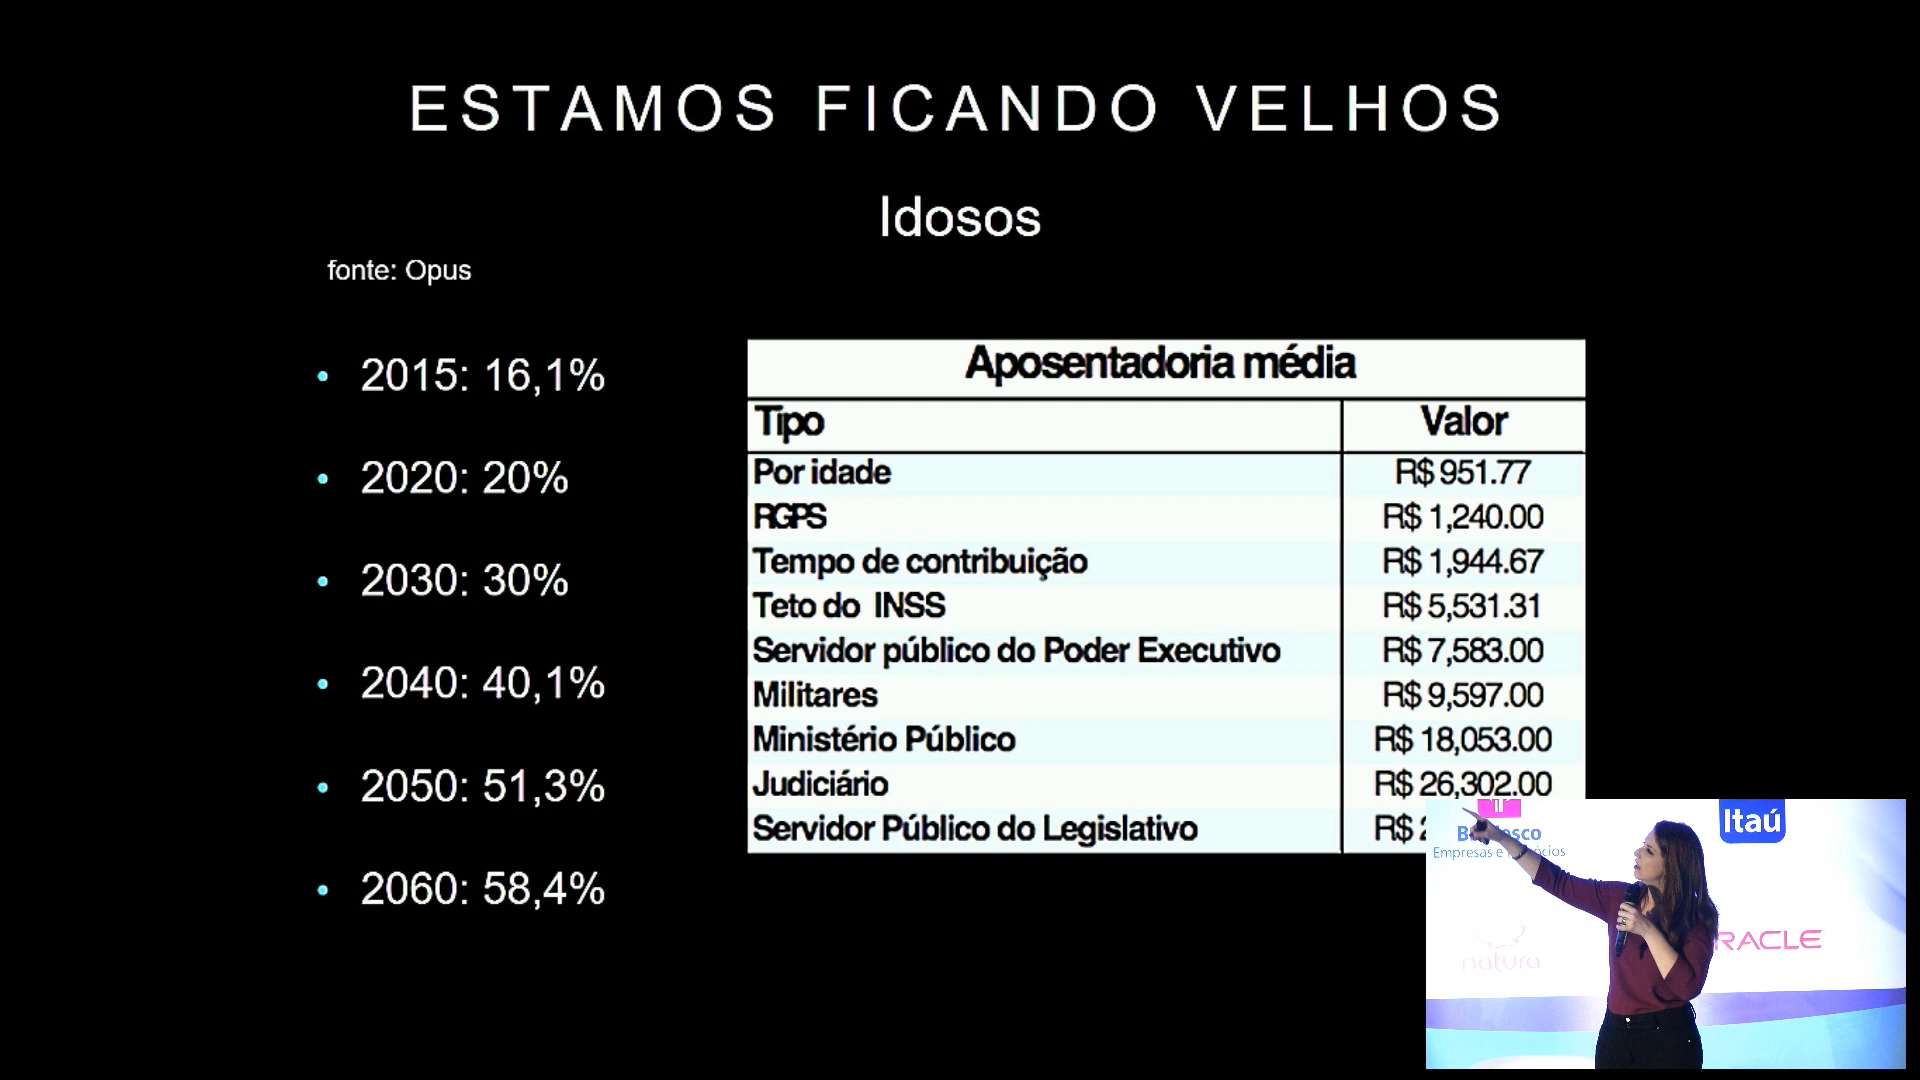 ESTAMOS FICANDO VELHOS
Idosos
fonte: Opus
• 2015: 16,1%
• 2020: 20%
• 2030: 30%
• 2040: 40,1%
• 2050: 51,3%
• 2060: 58,4%
Aposentadoria média
Tipo Valor
Por idade R$ 951.77
RGPS R$ 1,240.00
Tempo de contribuição R$ 1,944.67
Teto do INSS R$ 5,531.31
Servidor público do Poder Executivo R$ 7,583.00
Militares R$ 9,597.00
Ministério Público R$ 18,053.00
Judiciário R$ 26,302.00
Servidor Público do Legislativo R$ 2
Itaú
Empresas e
natura
RACLE